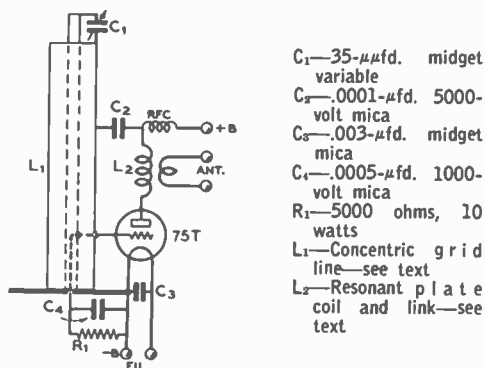 C₁
C₂
RFC
+B
L₁
L₂
ANT.
75T
C₃
C₄
R₁
-B
FIL
C₁—35-μμfd. midget
variable
C₂—.0001-μfd. 5000-
volt mica
C₃—.003-μfd. midget
mica
C₄—.0005-μfd. 1000-
volt mica
R₁—5000 ohms, 10
watts
L₁—Concentric grid
line—see text
L₂—Resonant plate
coil and link—see
text